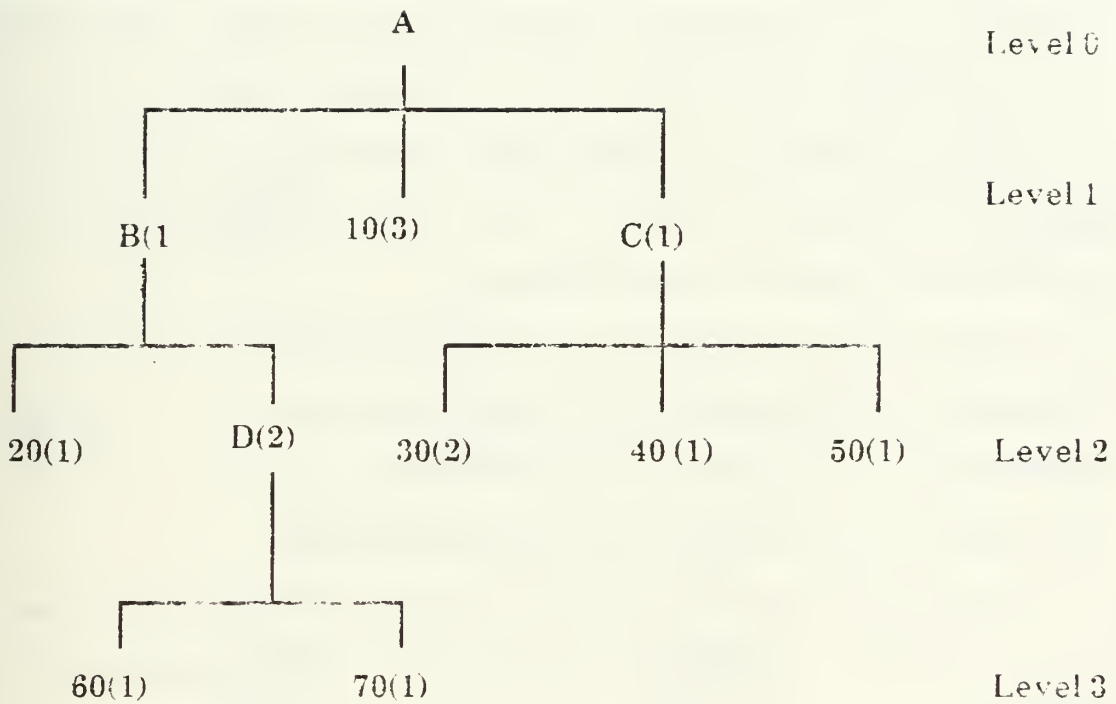 A
Level 0
Level 1
B(1 10(3) C(1)
20(1) D(2) 30(2) 40 (1) 50(1) Level 2
60(1) 70(1) Level 3